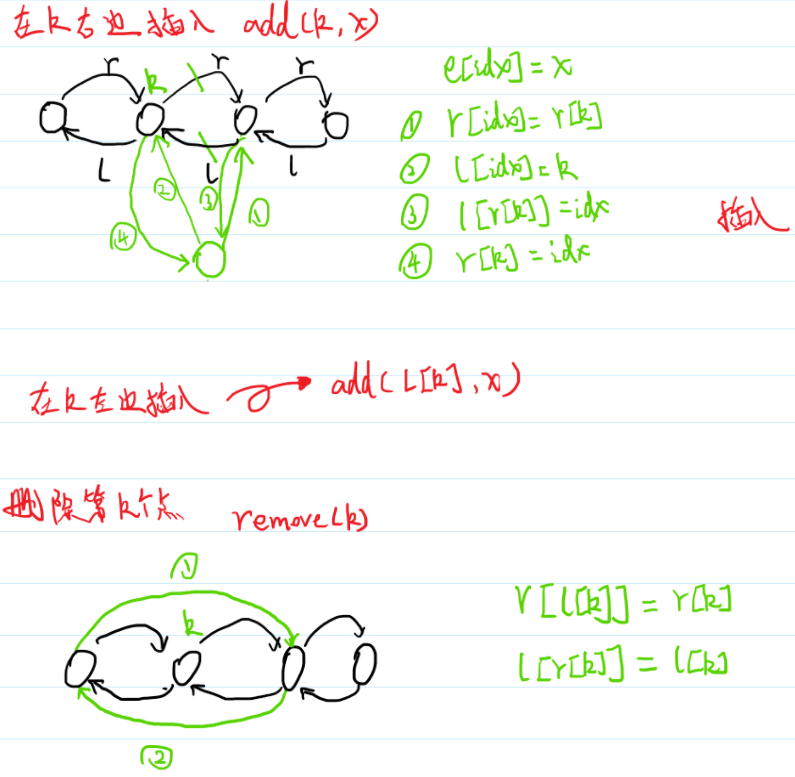 在k右边插入 add(k,x)
r r r
k
l l l
② ③ ①
④
e[idx]=x
① r[idx]=r[k]
② l[idx]=k
③ l[r[k]]=idx
④ r[k]=idx
插入
在k左边插入 add(l[k],x)
删除第k个点 remove(k)
①
k
②
r[l[k]]=r[k]
l[r[k]]=l[k]